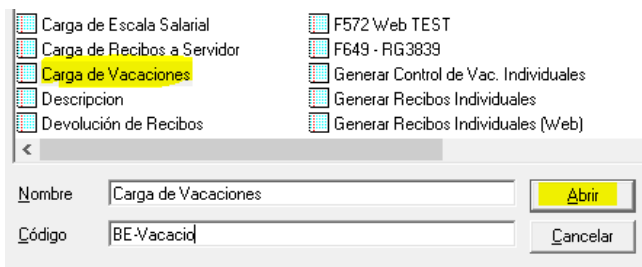 Carga de Escala Salarial
Carga de Recibos a Servidor
Carga de Vacaciones
Descripcion
Devolución de Recibos
F572 Web TEST
F649 - RG3839
Generar Control de Vac. Individuales
Generar Recibos Individuales
Generar Recibos Individuales (Web)
Nombre Carga de Vacaciones Abrir
Código BE-Vacacio Cancelar